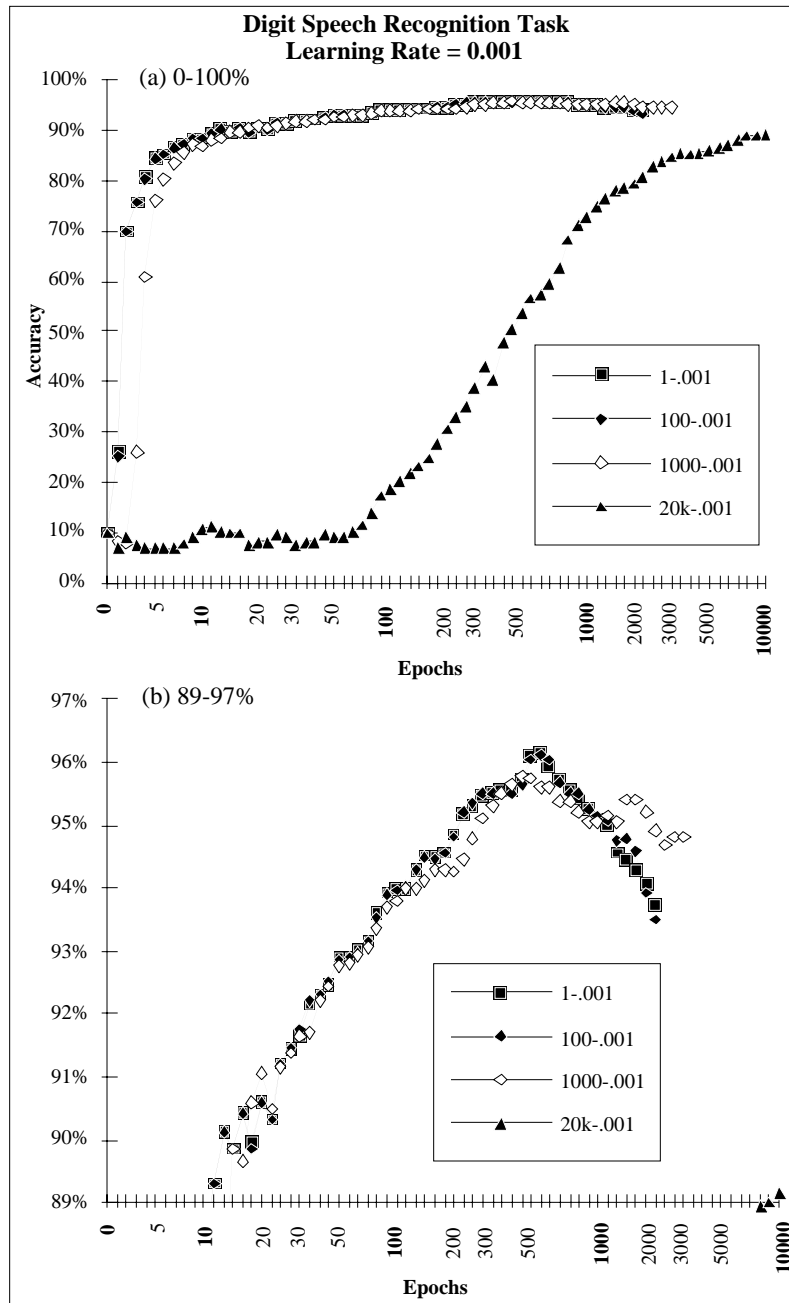 Digit Speech Recognition Task
Learning Rate = 0.001
(a) 0-100%
100%
90%
80%
70%
60%
50%
40%
30%
20%
10%
0%
Accuracy
1-.001
100-.001
1000-.001
20k-.001
0 5 10 20 30 50 100 200 300 500 1000 2000 3000 5000 10000
Epochs
(b) 89-97%
97%
96%
95%
94%
93%
92%
91%
90%
89%
1-.001
100-.001
1000-.001
20k-.001
0 5 10 20 30 50 100 200 300 500 1000 2000 3000 5000 10000
Epochs